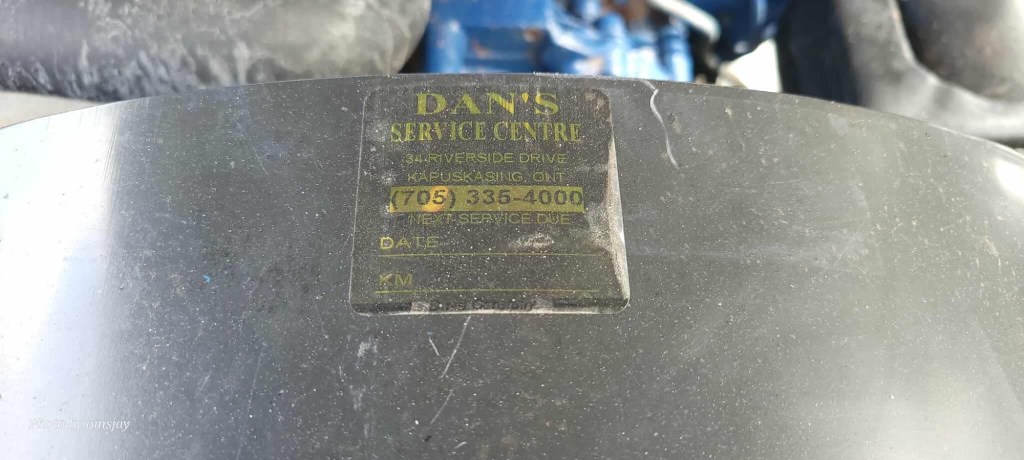 DAN'S
SERVICE CENTRE
34 RIVERSIDE DRIVE
KAPUSKASING, ONT
(705) 335-4000
NEXT SERVICE DUE
DATE
KM